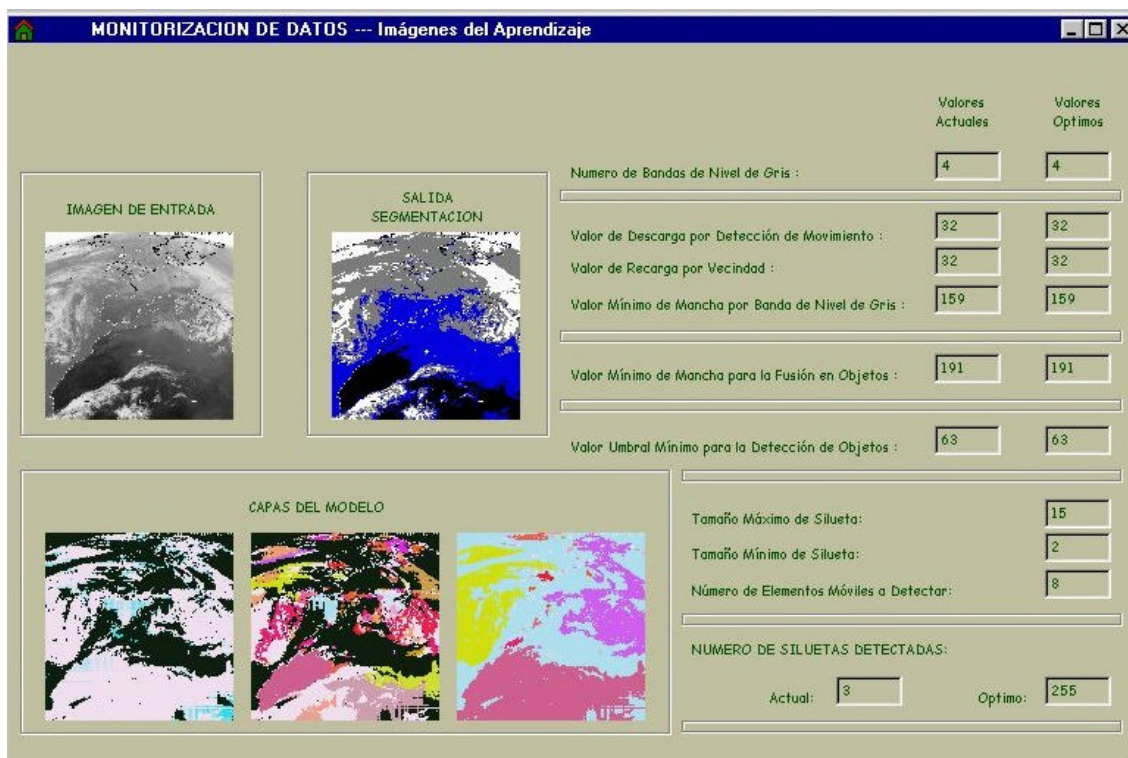 MONITORIZACION DE DATOS --- Imágenes del Aprendizaje
Valores Actuales
Valores Optimos
Numero de Bandas de Nivel de Gris : 4 4
IMAGEN DE ENTRADA
SALIDA
SEGMENTACION
Valor de Descarga por Detección de Movimiento : 32 32
Valor de Recarga por Vecindad : 32 32
Valor Mínimo de Mancha por Banda de Nivel de Gris : 159 159
Valor Mínimo de Mancha para la Fusión en Objetos : 191 191
Valor Umbral Mínimo para la Detección de Objetos : 63 63
CAPAS DEL MODELO
Tamaño Máximo de Silueta: 15
Tamaño Mínimo de Silueta: 2
Número de Elementos Móviles a Detectar: 8
NUMERO DE SILUETAS DETECTADAS:
Actual: 3 Optimo: 255